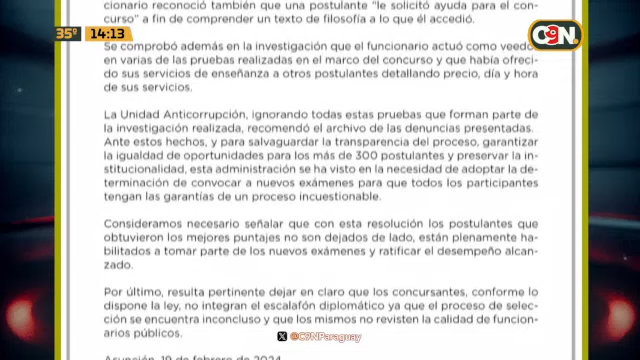 cionario reconoció también que una postulante "le solicitó ayuda para el con-
curso" a fin de comprender un texto de filosofía a lo que él accedió.
35° 14:13
C9N
Se comprobó además en la investigación que el funcionario actuó como veedor
en varias de las pruebas realizadas en el marco del concurso y que había ofreci-
do sus servicios de enseñanza a otros postulantes detallando precio, día y hora
de sus servicios.
La Unidad Anticorrupción, ignorando todas estas pruebas que forman parte de
la investigación realizada, recomendó el archivo de las denuncias presentadas.
Ante estos hechos, y para salvaguardar la transparencia del proceso, garantizar
la igualdad de oportunidades para los más de 300 postulantes y preservar la in-
stitucionalidad, esta administración se ha visto en la necesidad de adoptar la de-
terminación de convocar a nuevos exámenes para que todos los participantes
tengan las garantías de un proceso incuestionable.
Consideramos necesario señalar que con esta resolución los postulantes que
obtuvieron los mejores puntajes no son dejados de lado, están plenamente ha-
bilitados a tomar parte de los nuevos exámenes y ratificar el desempeño alcan-
zado.
Por último, resulta pertinente dejar en claro que los concursantes, conforme lo
dispone la ley, no integran el escalafón diplomático ya que el proceso de selec-
ción se encuentra inconcluso y que los mismos no revisten la calidad de funcion-
arios públicos.
X @C9NParaguay
Asunción, 19 de febrero de 2024